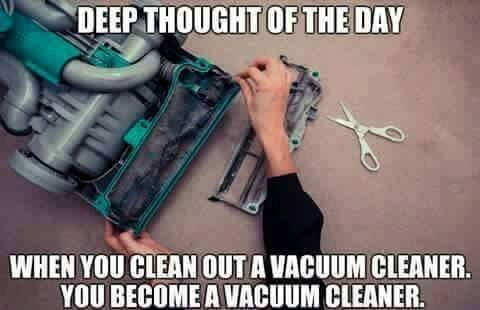 DEEP THOUGHT OF THE DAY
WHEN YOU CLEAN OUT A VACUUM CLEANER.
YOU BECOME A VACUUM CLEANER.